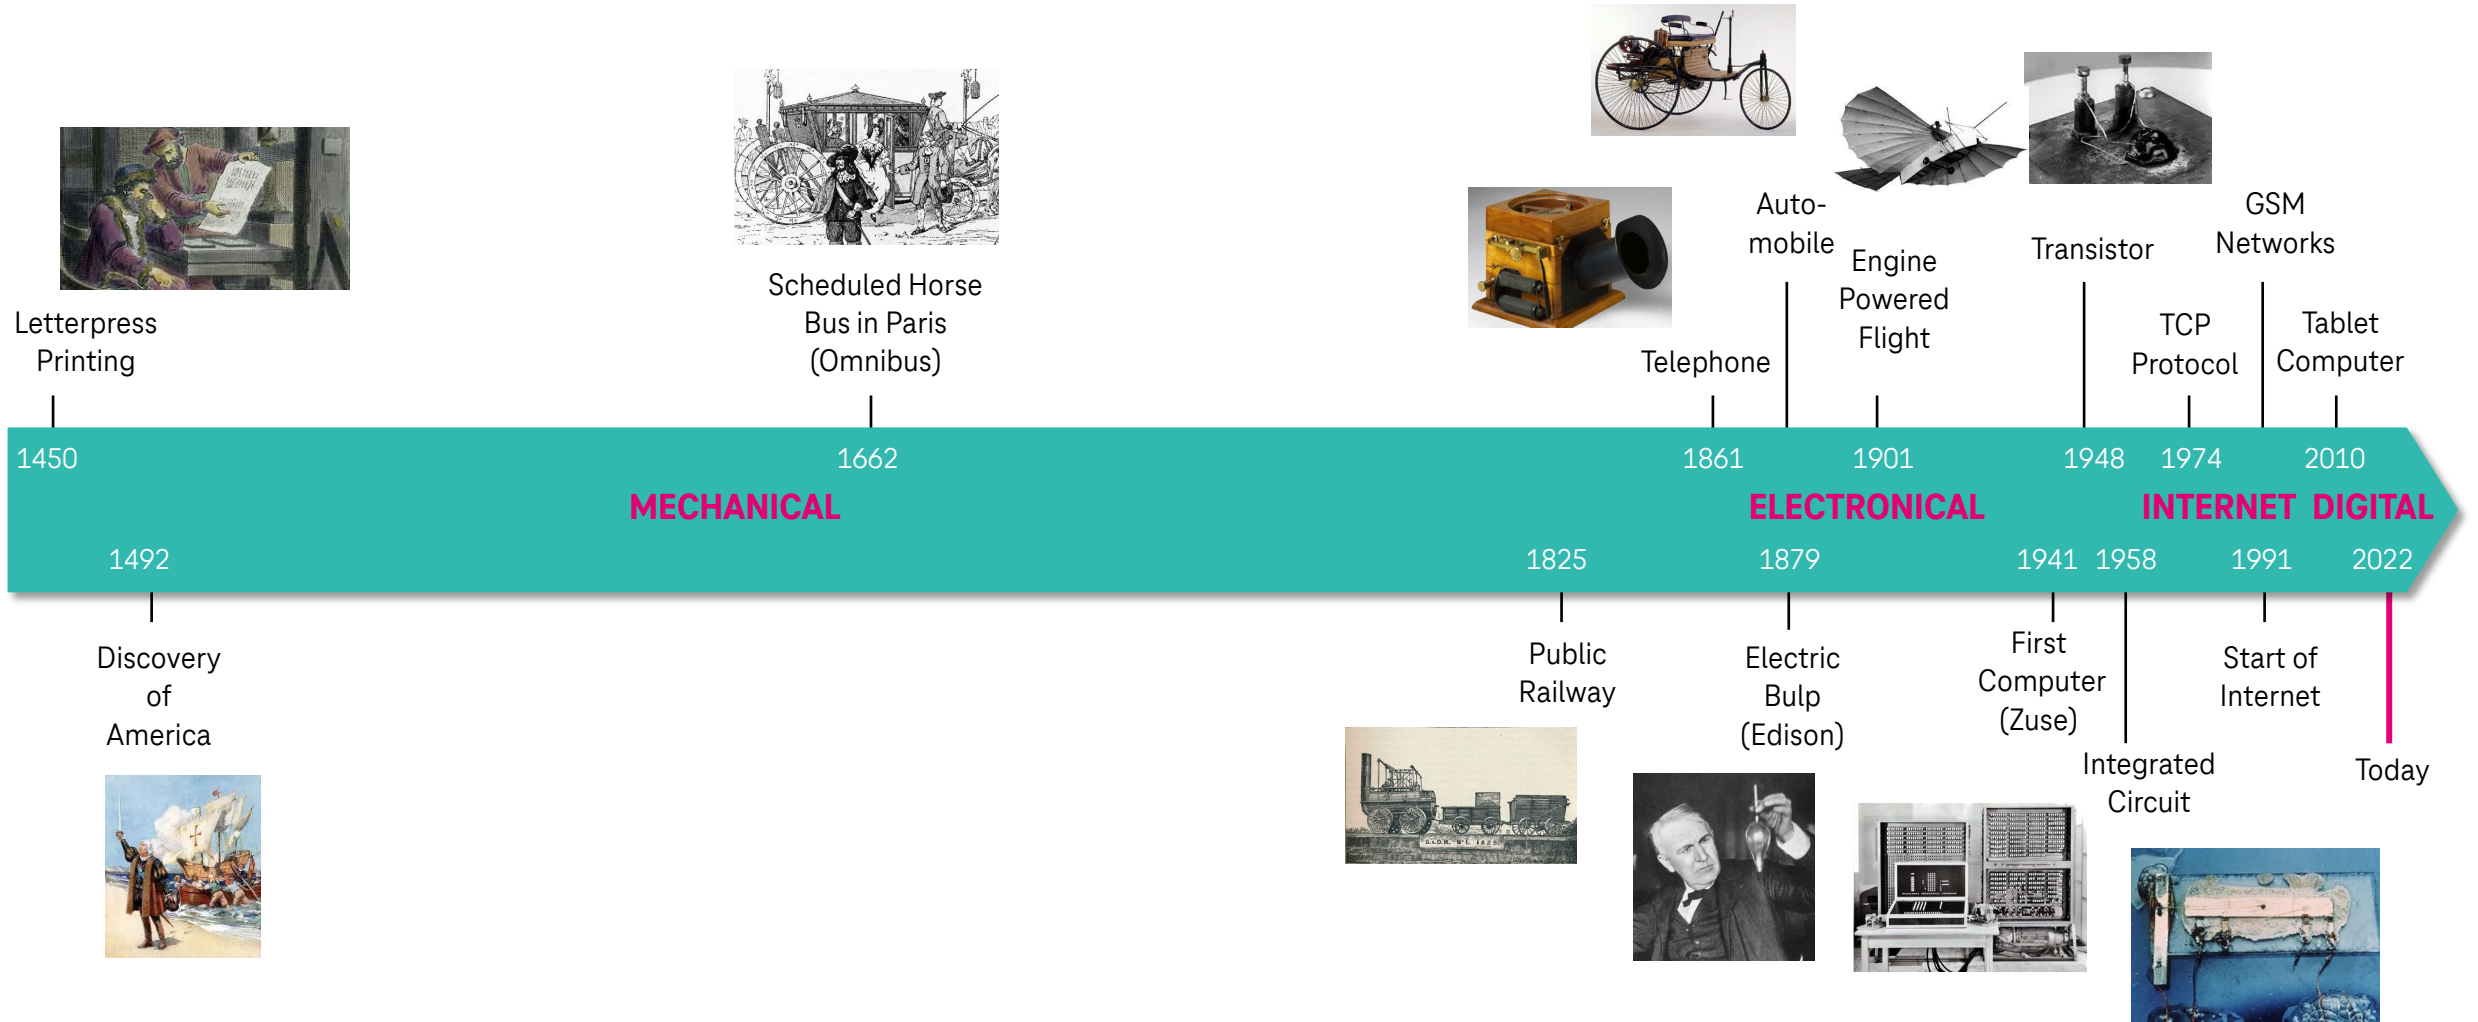 Letterpress
Printing
Scheduled Horse
Bus in Paris
(Omnibus)
Telephone
Auto-
mobile
Engine
Powered
Flight
Transistor
TCP
Protocol
GSM
Networks
Tablet
Computer
1450
1662
1861
1901
1948
1974
2010
MECHANICAL
ELECTRONICAL
INTERNET
DIGITAL
1492
1825
1879
1941
1958
1991
2022
Discovery
of
America
Public
Railway
Electric
Bulp
(Edison)
First
Computer
(Zuse)
Integrated
Circuit
Start of
Internet
Today
S.&D.R. Nº1. 1825.